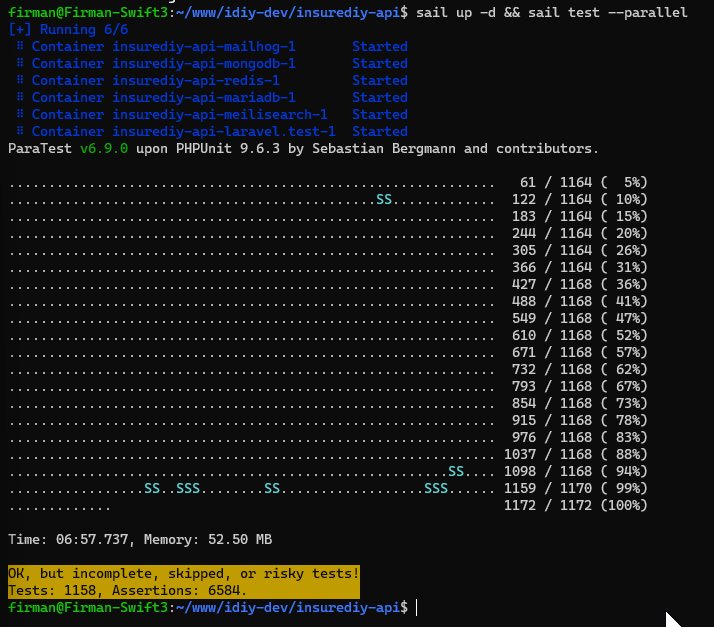 firman@Firman-Swift3:~/www/idiy-dev/insurediy-api$ sail up -d && sail test --parallel
[+] Running 6/6
⠿ Container insurediy-api-mailhog-1       Started
⠿ Container insurediy-api-mongodb-1       Started
⠿ Container insurediy-api-redis-1         Started
⠿ Container insurediy-api-mariadb-1       Started
⠿ Container insurediy-api-meilisearch-1   Started
⠿ Container insurediy-api-laravel.test-1  Started
ParaTest v6.9.0 upon PHPUnit 9.6.3 by Sebastian Bergmann and contributors.
.............................................................   61 / 1164 (  5%)
..............................................SS.............  122 / 1164 ( 10%)
.............................................................  183 / 1164 ( 15%)
.............................................................  244 / 1164 ( 20%)
.............................................................  305 / 1164 ( 26%)
.............................................................  366 / 1164 ( 31%)
.............................................................  427 / 1168 ( 36%)
.............................................................  488 / 1168 ( 41%)
.............................................................  549 / 1168 ( 47%)
.............................................................  610 / 1168 ( 52%)
.............................................................  671 / 1168 ( 57%)
.............................................................  732 / 1168 ( 62%)
.............................................................  793 / 1168 ( 67%)
.............................................................  854 / 1168 ( 73%)
.............................................................  915 / 1168 ( 78%)
.............................................................  976 / 1168 ( 83%)
............................................................. 1037 / 1168 ( 88%)
.......................................................SS.... 1098 / 1168 ( 94%)
.................SS..SSS........SS..................SSS...... 1159 / 1170 ( 99%)
.............                                                 1172 / 1172 (100%)
Time: 06:57.737, Memory: 52.50 MB
OK, but incomplete, skipped, or risky tests!
Tests: 1158, Assertions: 6584.
firman@Firman-Swift3:~/www/idiy-dev/insurediy-api$